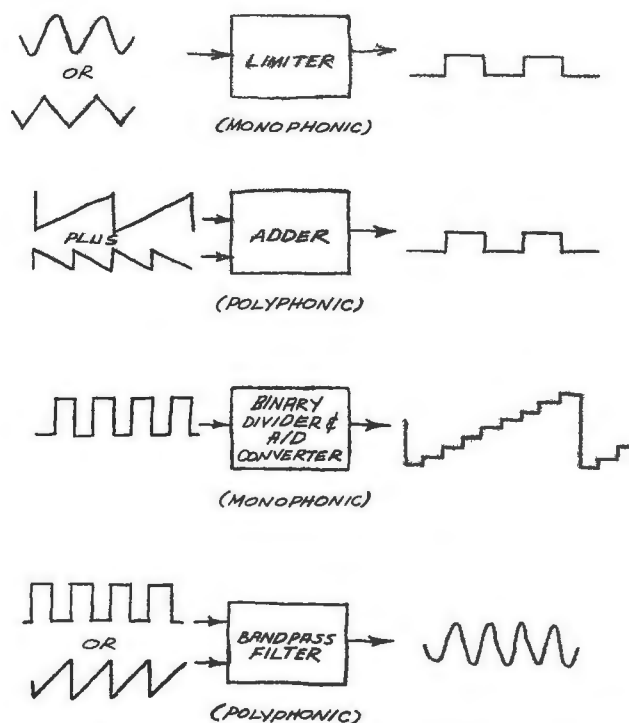 OR
LIMITER
(MONOPHONIC)
PLUS
ADDER
(POLYPHONIC)
BINARY
DIVIDER &
A/D
CONVERTER
(MONOPHONIC)
OR
BANDPASS
FILTER
(POLYPHONIC)